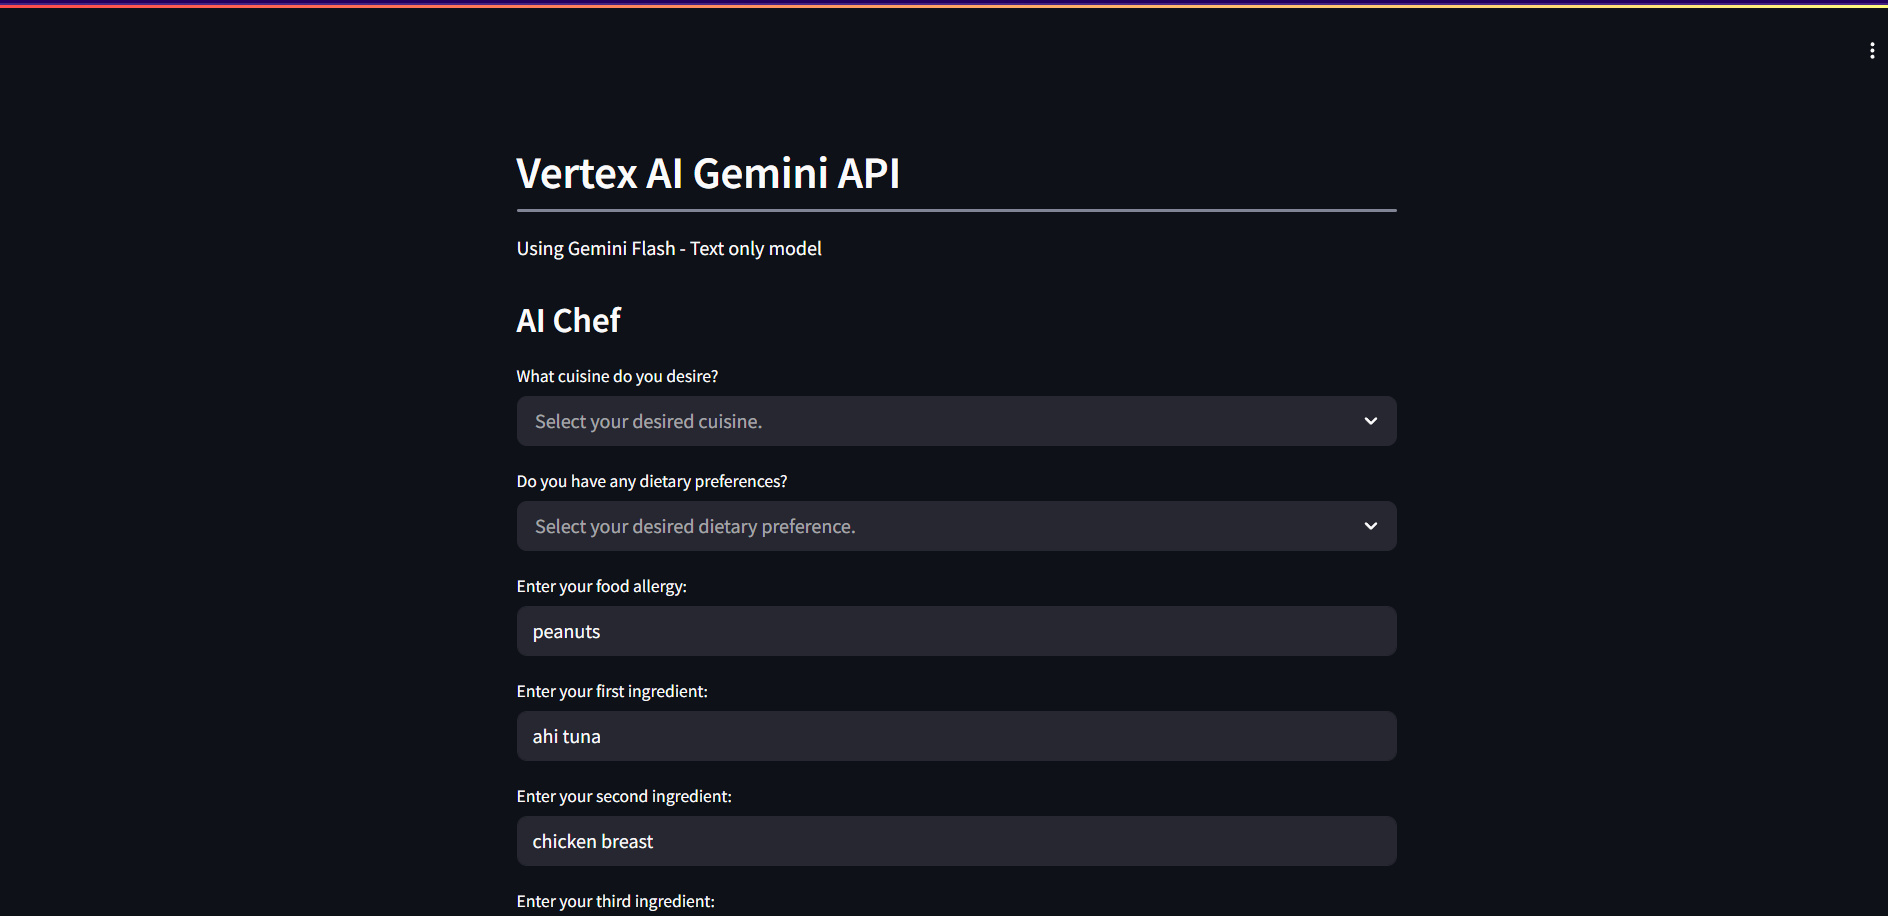 Vertex AI Gemini API
Using Gemini Flash - Text only model
AI Chef
What cuisine do you desire?
Select your desired cuisine.
Do you have any dietary preferences?
Select your desired dietary preference.
Enter your food allergy:
peanuts
Enter your first ingredient:
ahi tuna
Enter your second ingredient:
chicken breast
Enter your third ingredient: